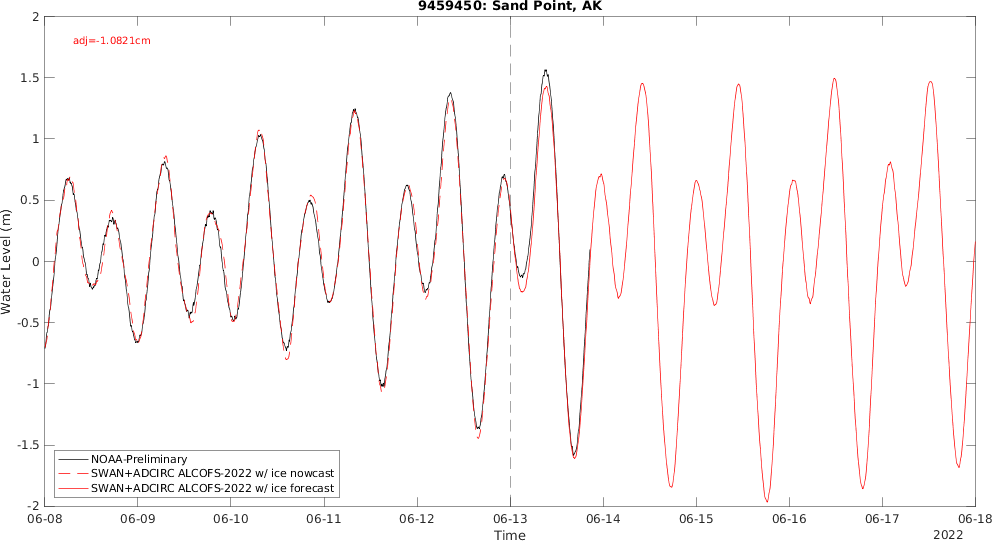 9459450: Sand Point, AK
adj=-1.0821cm
Water Level (m)
2
1.5
1
0.5
0
-0.5
-1
-1.5
-2
NOAA-Preliminary
SWAN+ADCIRC ALCOFS-2022 w/ ice nowcast
SWAN+ADCIRC ALCOFS-2022 w/ ice forecast
06-08 06-09 06-10 06-11 06-12 06-13 06-14 06-15 06-16 06-17 06-18
Time
2022